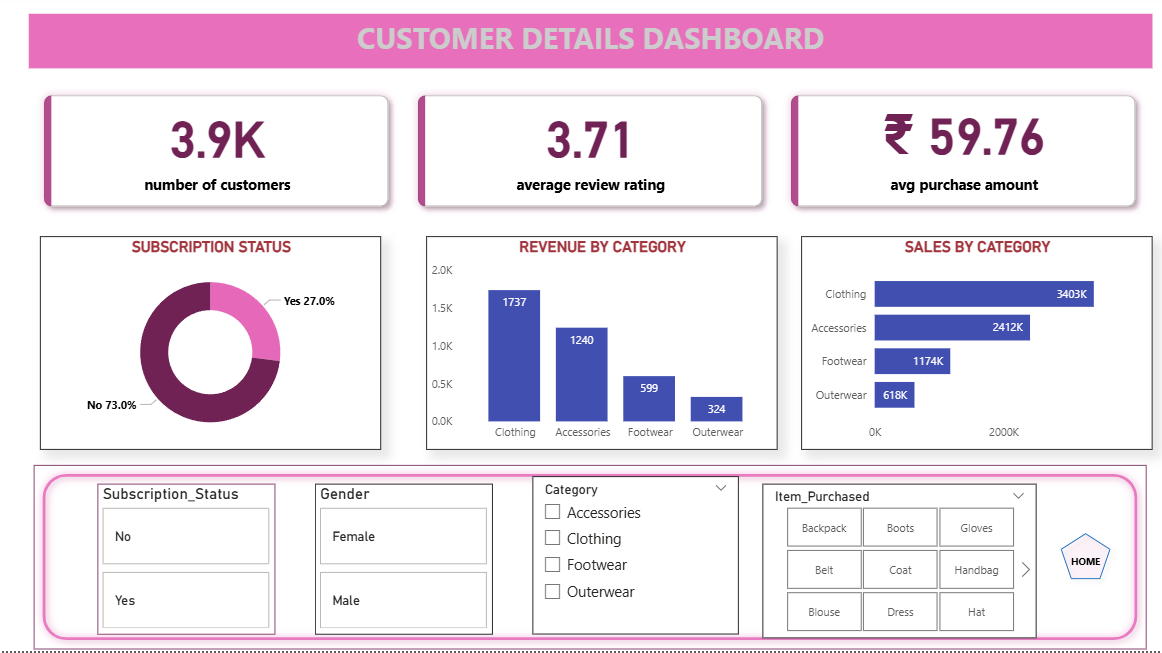 CUSTOMER DETAILS DASHBOARD
3.9K
number of customers
3.71
average review rating
₹ 59.76
avg purchase amount
SUBSCRIPTION STATUS
Yes 27.0%
No 73.0%
REVENUE BY CATEGORY
2.0K
1.5K
1.0K
0.5K
0.0K
1737
1240
599
324
Clothing Accessories Footwear Outerwear
SALES BY CATEGORY
Clothing 3403K
Accessories 2412K
Footwear 1174K
Outerwear 618K
0K 2000K
Subscription_Status
No
Yes
Gender
Female
Male
Category
Accessories
Clothing
Footwear
Outerwear
Item_Purchased
Backpack Boots Gloves
Belt Coat Handbag
Blouse Dress Hat
HOME